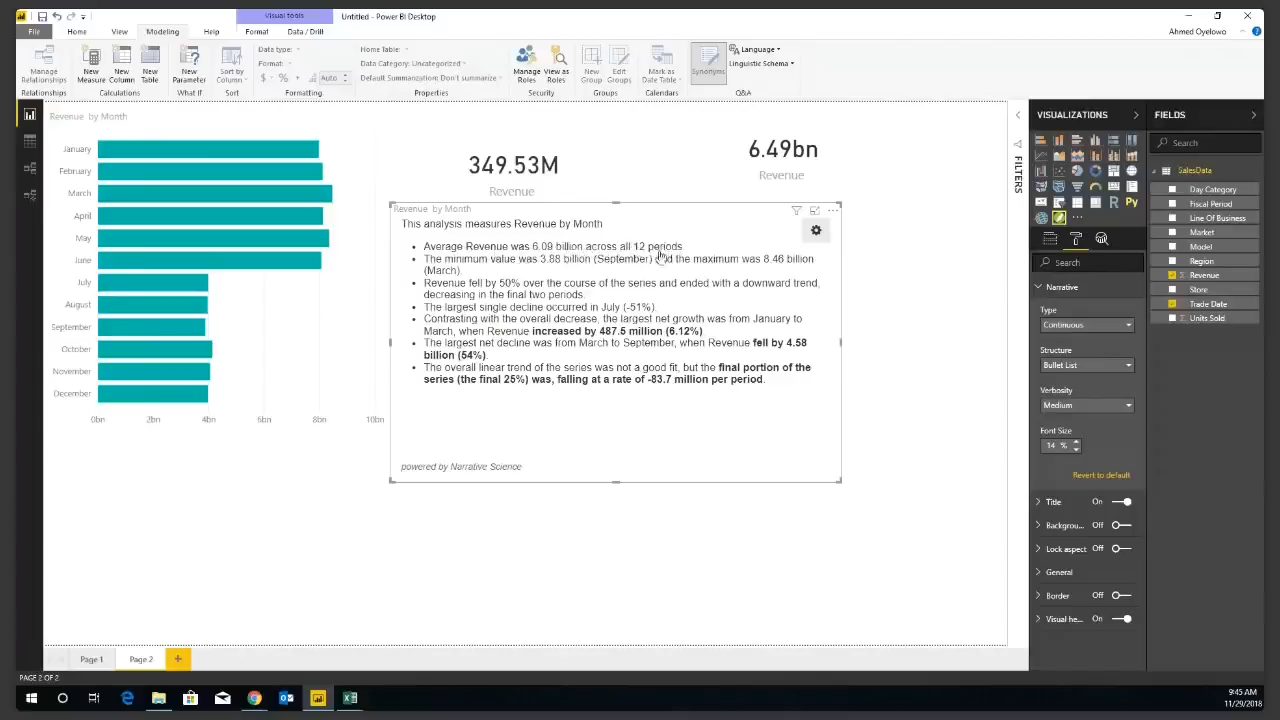 Visual tools
Untitled - Power BI Desktop
File
Home
View
Modeling
Help
Format
Data / Drill
Ahmed Oyelowo
Manage Relationships
New Measure
New Column
New Table
New Parameter
Sort by Column
Data type:
Format:
$ % , Auto
Home Table:
Data Category: Uncategorized
Default Summarization: Don't summarize
Manage Roles
View as Roles
New Group
Edit Groups
Mark as Date Table
Synonyms
Language
Linguistic Schema
Relationships
Calculations
What If
Sort
Formatting
Properties
Security
Groups
Calendars
Q&A
Revenue by Month
January
February
March
April
May
June
July
August
September
October
November
December
0bn
2bn
4bn
6bn
8bn
10bn
349.53M
Revenue
6.49bn
Revenue
Revenue by Month
This analysis measures Revenue by Month
• Average Revenue was 6.09 billion across all 12 periods
• The minimum value was 3.88 billion (September) and the maximum was 8.46 billion
(March).
• Revenue fell by 50% over the course of the series and ended with a downward trend,
decreasing in the final two periods.
• The largest single decline occurred in July (-51%).
• Contrasting with the overall decrease, the largest net growth was from January to
March, when Revenue increased by 487.5 million (6.12%).
• The largest net decline was from March to September, when Revenue fell by 4.58
billion (54%).
• The overall linear trend of the series was not a good fit, but the final portion of the
series (the final 25%) was, falling at a rate of -83.7 million per period.
powered by Narrative Science
FILTERS
VISUALIZATIONS
R
Py
Search
Narrative
Type
Continuous
Structure
Bullet List
Verbosity
Medium
Font Size
14 %
Revert to default
Title On
Backgrou... Off
Lock aspect Off
General
Border Off
Visual he... On
FIELDS
Search
SalesData
Day Category
Fiscal Period
Line Of Business
Market
Model
Region
Σ Revenue
Store
Trade Date
Σ Units Sold
Page 1
Page 2
+
PAGE 2 OF 2
9:45 AM
11/29/2018